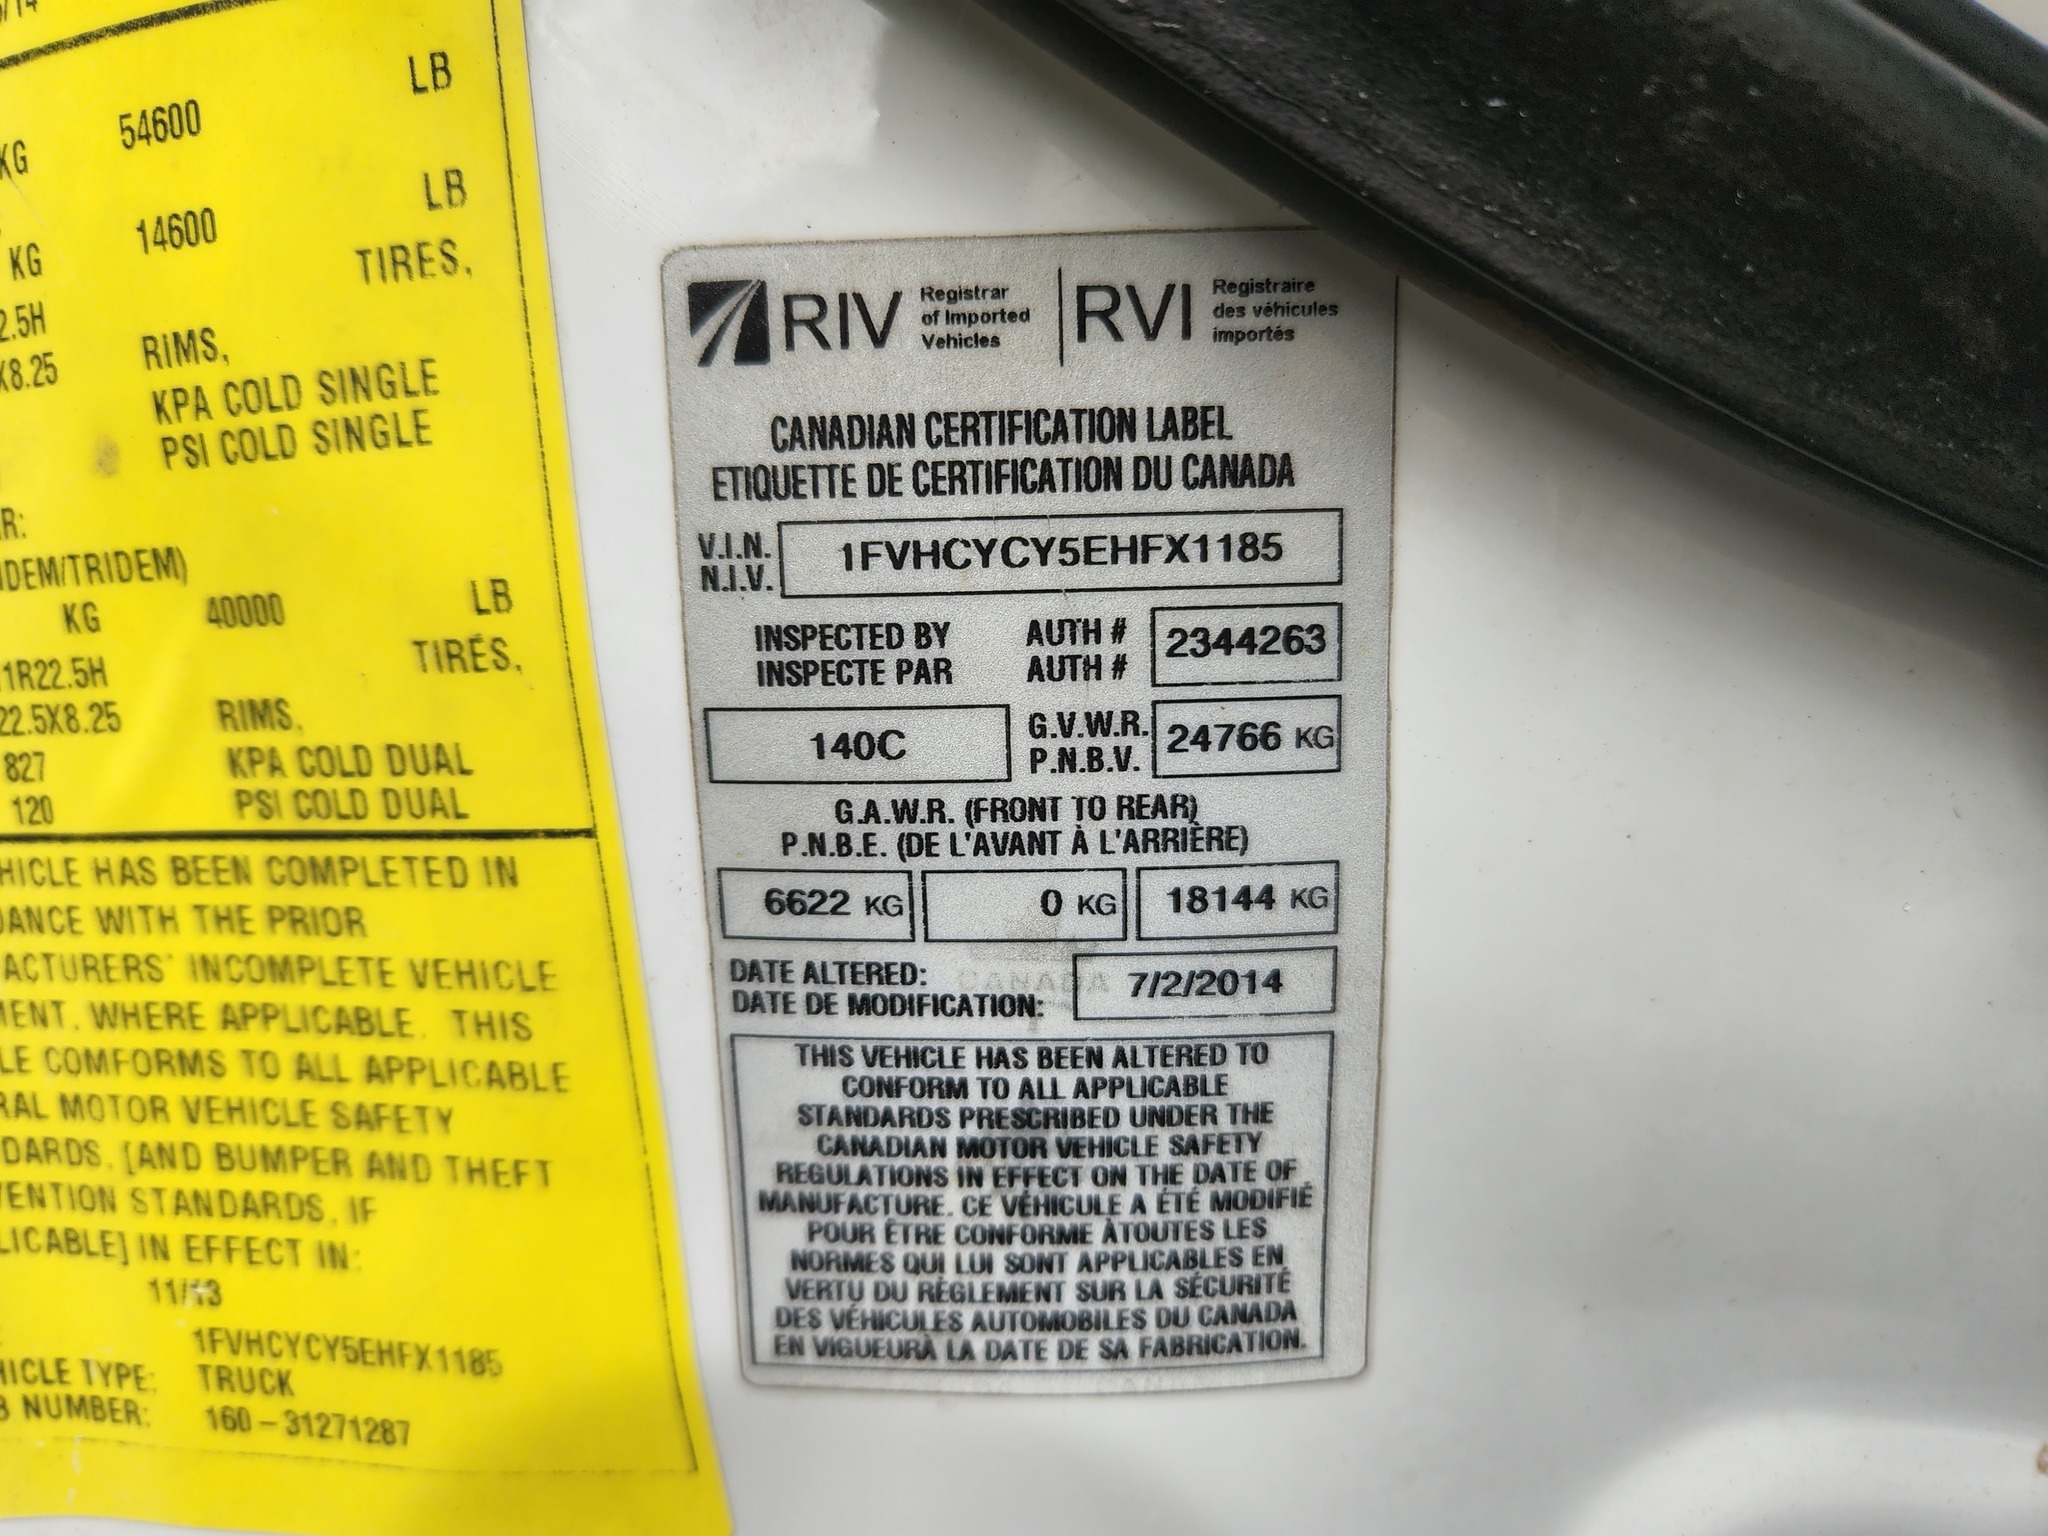 54600 LB
KG
14600 LB
KG TIRES,
2.5H
X8.25 RIMS,
KPA COLD SINGLE
PSI COLD SINGLE
R:
DEM/TRIDEM)
KG 40000 LB
1R22.5H TIRES,
22.5X8.25 RIMS,
827 KPA COLD DUAL
120 PSI COLD DUAL
HICLE HAS BEEN COMPLETED IN
DANCE WITH THE PRIOR
ACTURERS' INCOMPLETE VEHICLE
MENT, WHERE APPLICABLE. THIS
LE COMFORMS TO ALL APPLICABLE
RAL MOTOR VEHICLE SAFETY
DARDS, [AND BUMPER AND THEFT
VENTION STANDARDS, IF
LICABLE] IN EFFECT IN:
11/13
1FVHCYCY5EHFX1185
HICLE TYPE: TRUCK
B NUMBER: 160-31271287
RIV Registrar of Imported Vehicles | RVI Registraire des véhicules importés
CANADIAN CERTIFICATION LABEL
ETIQUETTE DE CERTIFICATION DU CANADA
V.I.N. 1FVHCYCY5EHFX1185
N.I.V.
INSPECTED BY AUTH # 2344263
INSPECTE PAR AUTH #
140C G.V.W.R. 24766 KG
P.N.B.V.
G.A.W.R. (FRONT TO REAR)
P.N.B.E. (DE L'AVANT À L'ARRIÈRE)
6622 KG 0 KG 18144 KG
DATE ALTERED: 7/2/2014
DATE DE MODIFICATION:
CANADA
THIS VEHICLE HAS BEEN ALTERED TO
CONFORM TO ALL APPLICABLE
STANDARDS PRESCRIBED UNDER THE
CANADIAN MOTOR VEHICLE SAFETY
REGULATIONS IN EFFECT ON THE DATE OF
MANUFACTURE. CE VÉHICULE A ÉTÉ MODIFIÉ
POUR ÊTRE CONFORME ÀTOUTES LES
NORMES QUI LUI SONT APPLICABLES EN
VERTU DU RÈGLEMENT SUR LA SÉCURITÉ
DES VÉHICULES AUTOMOBILES DU CANADA
EN VIGUEURÀ LA DATE DE SA FABRICATION.